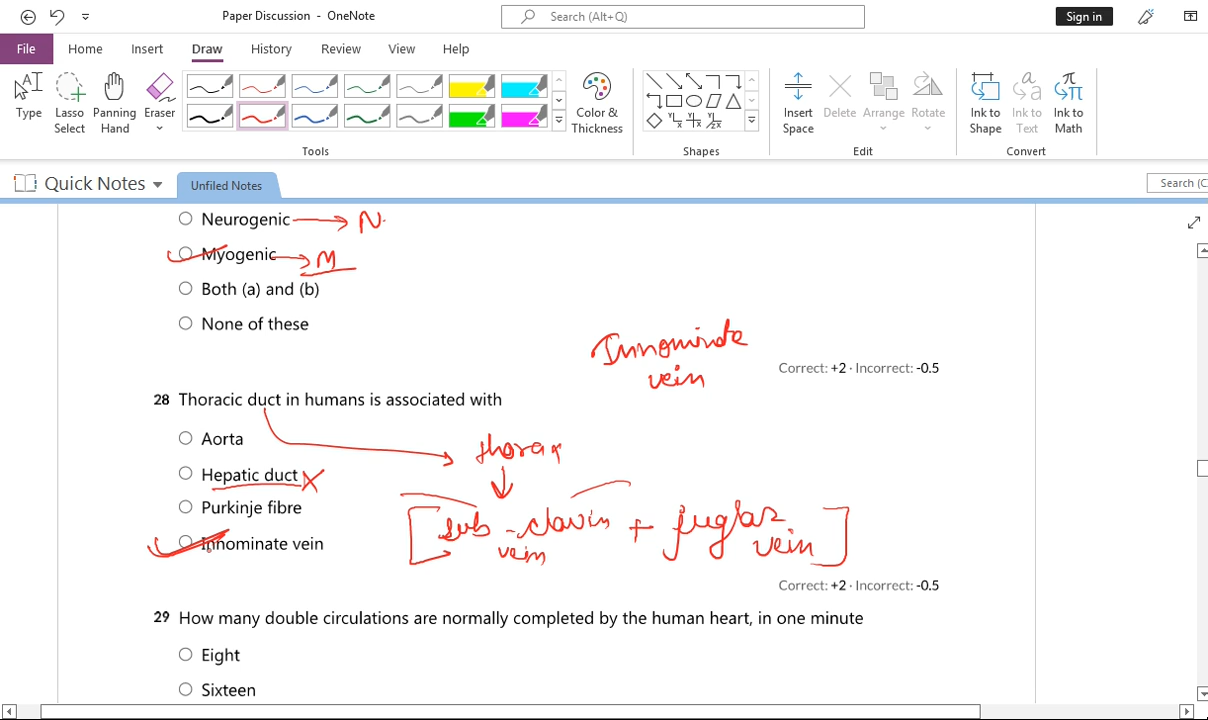 Paper Discussion - OneNote
Search (Alt+Q)
Sign in
File Home Insert Draw History Review View Help
Type
Lasso Select
Panning Hand
Eraser
Color & Thickness
Insert Space
Delete
Arrange
Rotate
Ink to Shape
Ink to Text
Ink to Math
Tools
Shapes
Edit
Convert
Quick Notes
Unfiled Notes
Search (C
Neurogenic → N
Myogenic → M
Both (a) and (b)
None of these
Innominate
vein
Correct: +2 · Incorrect: -0.5
28 Thoracic duct in humans is associated with
Aorta
thorax
Hepatic duct X
Purkinje fibre
[sub-clavin vein + juglar vein]
Innominate vein
Correct: +2 · Incorrect: -0.5
29 How many double circulations are normally completed by the human heart, in one minute
Eight
Sixteen